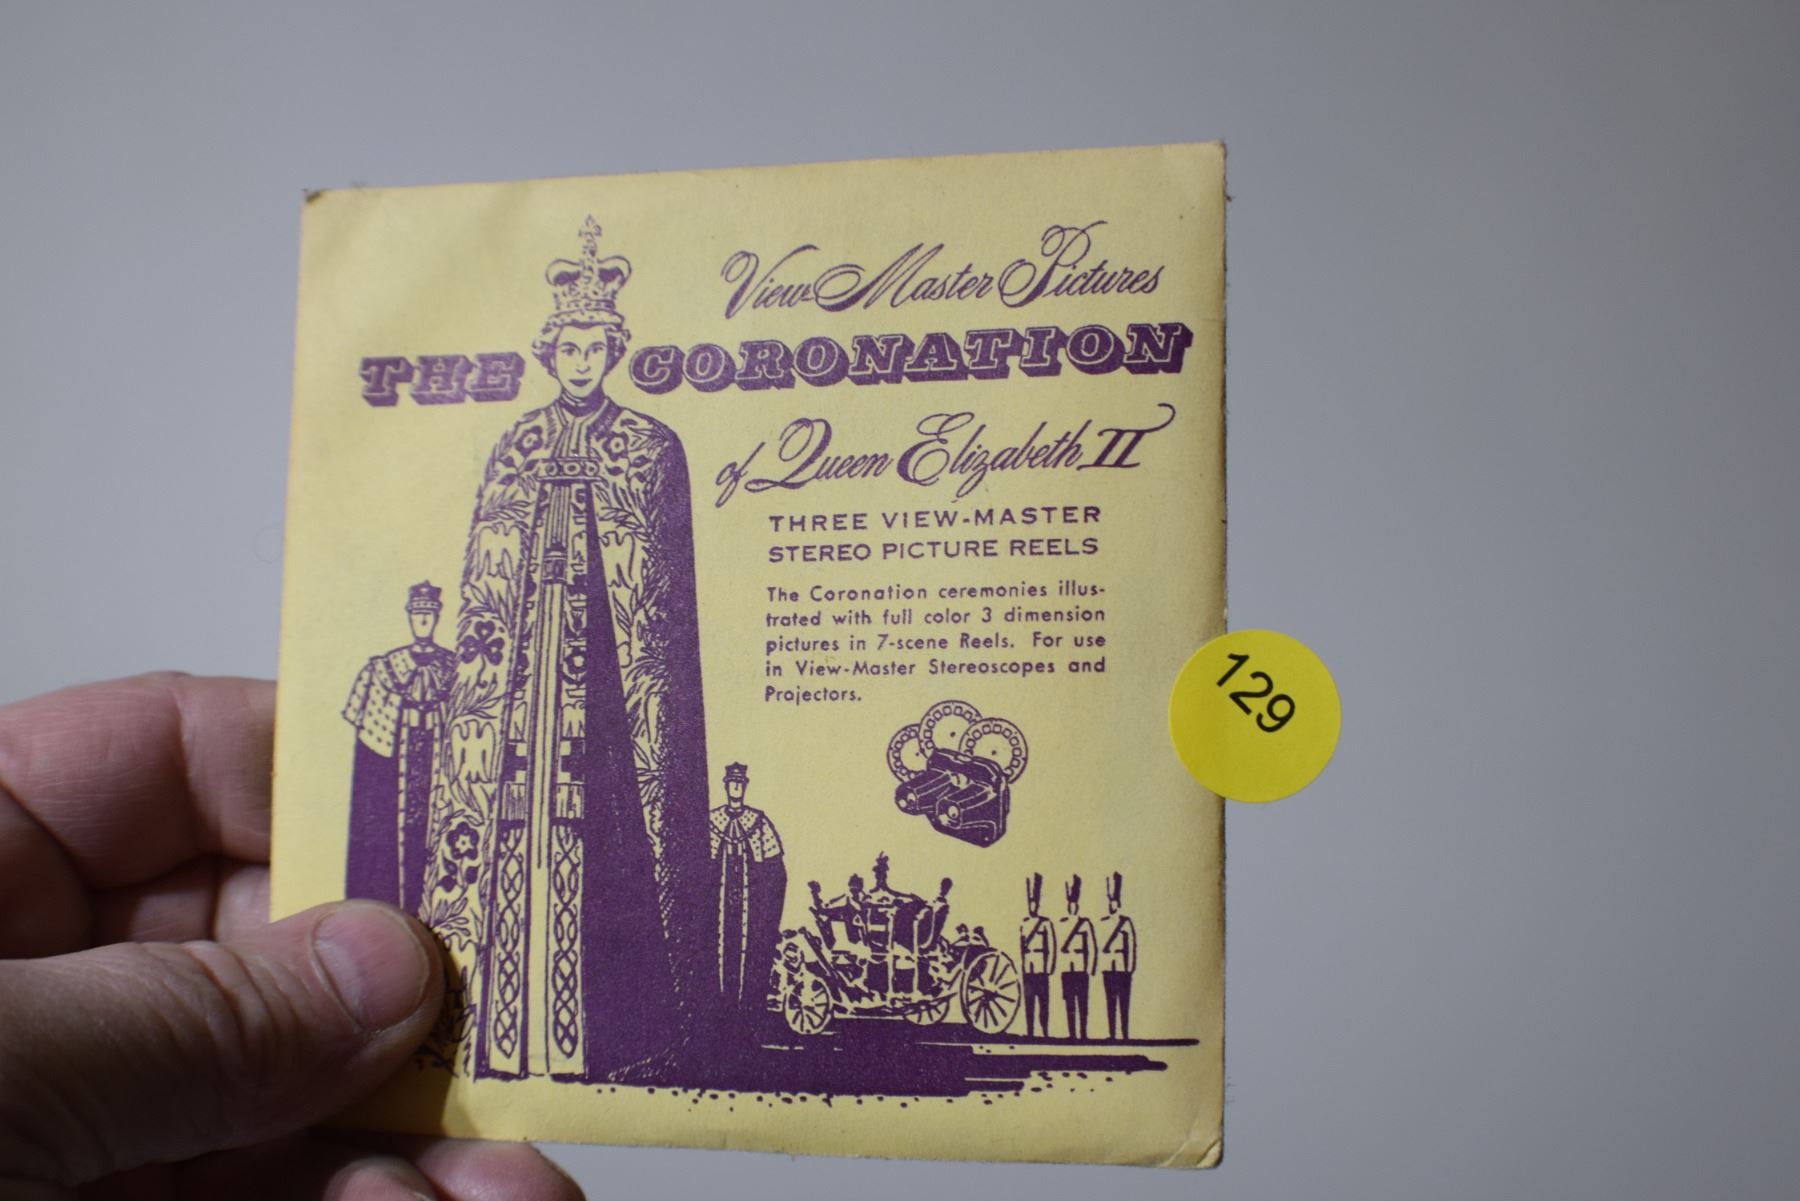 View-Master Pictures
THE CORONATION
of Queen Elizabeth II
THREE VIEW-MASTER
STEREO PICTURE REELS
The Coronation ceremonies illus-
trated with full color 3 dimension
pictures in 7-scene Reels. For use
in View-Master Stereoscopes and
Projectors.
129